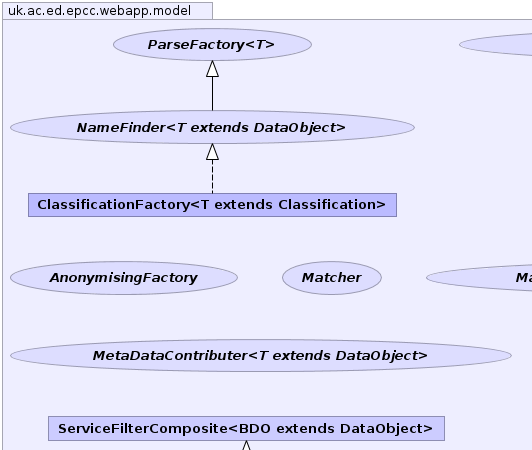 uk.ac.ed.epcc.webapp.model
ParseFactory<T>
NameFinder<T extends DataObject>
ClassificationFactory<T extends Classification>
AnonymisingFactory
Matcher
Ma
MetaDataContributer<T extends DataObject>
ServiceFilterComposite<BDO extends DataObject>